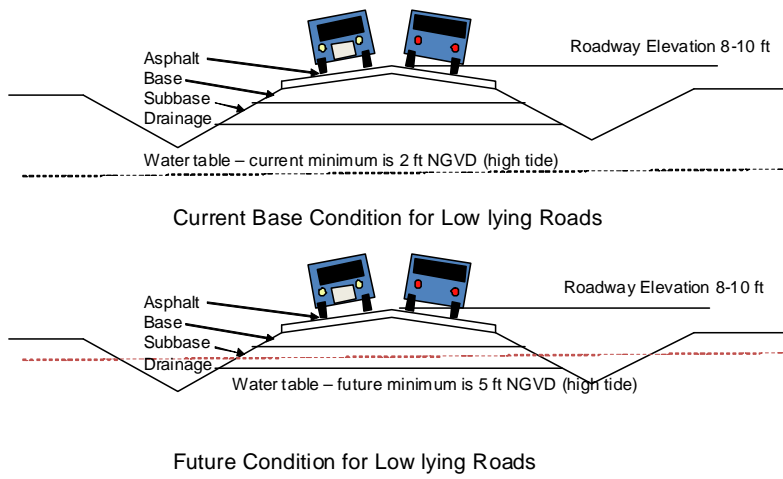 Roadway Elevation 8-10 ft
Asphalt
Base
Subbase
Drainage
Water table – current minimum is 2 ft NGVD (high tide)
Current Base Condition for Low lying Roads
Roadway Elevation 8-10 ft
Asphalt
Base
Subbase
Drainage
Water table – future minimum is 5 ft NGVD (high tide)
Future Condition for Low lying Roads